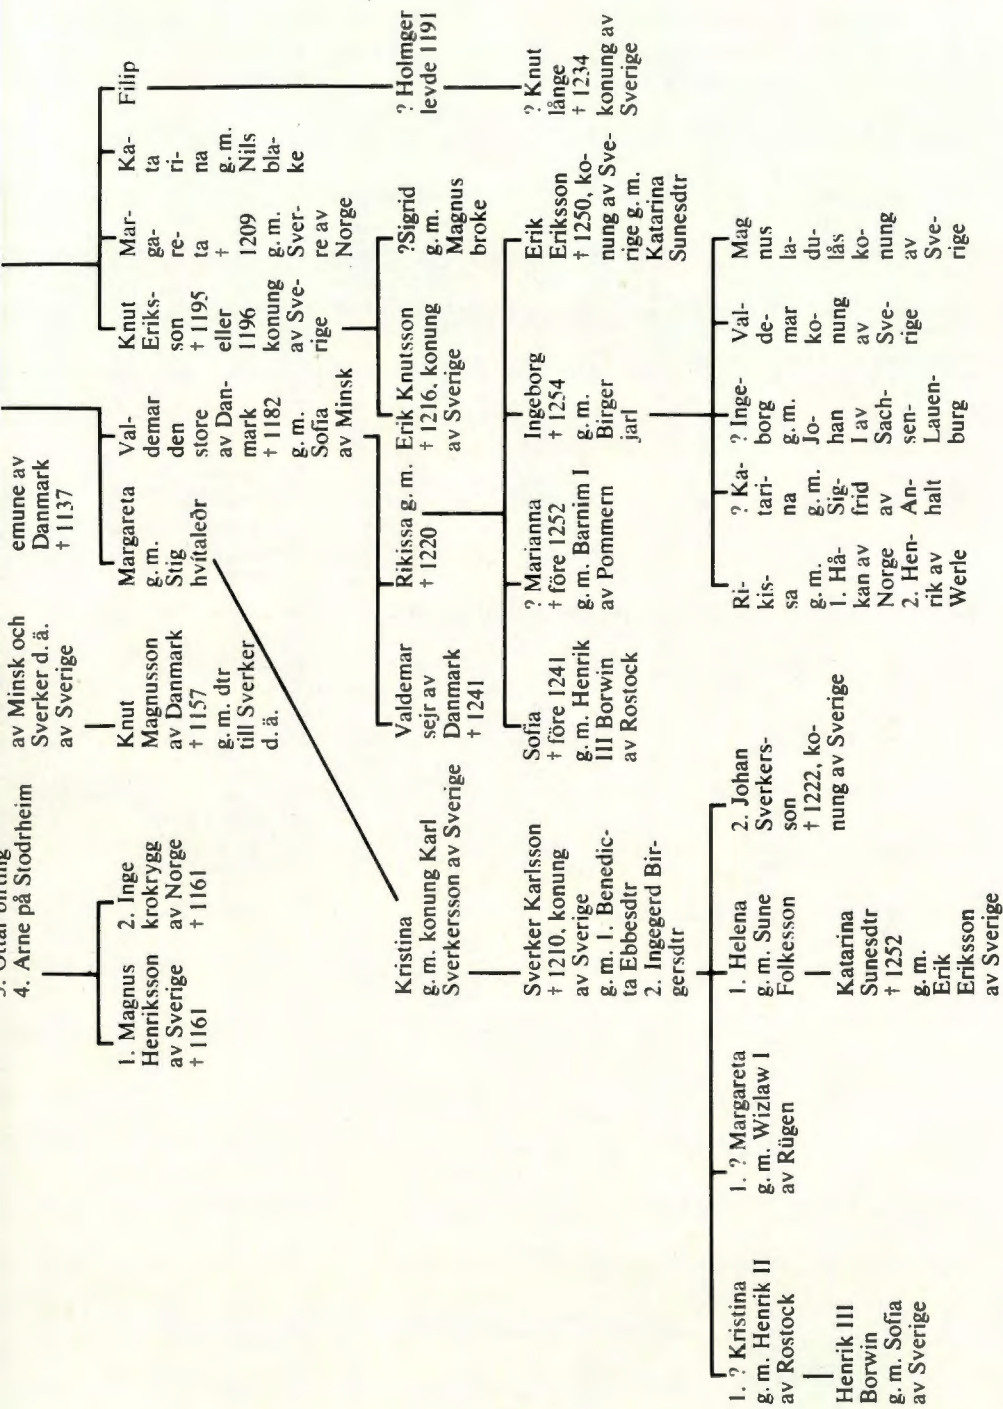 3. Ottar birting
4. Arne på Stodrheim
av Minsk och
Sverker d. ä.
av Sverige
emune av
Danmark
† 1137
1. Magnus
Henriksson
av Sverige
† 1161
2. Inge
krokrygg
av Norge
† 1161
Knut
Magnusson
av Danmark
† 1157
g. m. dtr
till Sverker
d. ä.
Margareta
g. m.
Stig
hvítaleðr
Val-
demar
den
store
av Dan-
mark
† 1182
g. m.
Sofia
av Minsk
Knut
Eriks-
son
† 1195
eller
1196
konung
av Sve-
rige
Mar-
ga-
re-
ta
†
1209
g. m.
Sver-
re av
Norge
Ka-
ta
ri-
na
g. m.
Nils
bla-
ke
Filip
Kristina
g. m. konung Karl
Sverkersson av Sverige
Valdemar
sejr av
Danmark
† 1241
Rikissa g. m.
† 1220
Erik Knutsson
† 1216, konung
av Sverige
?Sigrid
g. m.
Magnus
broke
? Holmger
levde 1191
Sverker Karlsson
† 1210, konung
av Sverige
g. m. 1. Benedic-
ta Ebbesdtr
2. Ingegerd Bir-
gersdtr
Sofia
† före 1241
g. m. Henrik
III Borwin
av Rostock
? Marianna
† före 1252
g. m. Barnim I
av Pommern
Ingeborg
† 1254
g. m.
Birger
jarl
Erik
Eriksson
† 1250, ko-
nung av Sve-
rige g. m.
Katarina
Sunesdtr
? Knut
långe
† 1234
konung av
Sverige
1. ? Kristina
g. m. Henrik II
av Rostock
1. ? Margareta
g. m. Wizlaw I
av Rügen
1. Helena
g. m. Sune
Folkesson
2. Johan
Sverkers-
son
† 1222, ko-
nung av Sverige
Ri-
kis-
sa
g. m.
1. Hå-
kan av
Norge
2. Hen-
rik av
Werle
? Ka-
tari-
na
g. m.
Sig-
frid
av
An-
halt
? Inge-
borg
g. m.
Jo-
han
I av
Sach-
sen-
Lauen-
burg
Val-
de-
mar
ko-
nung
av
Sve-
rige
Mag
nus
la-
du-
lås
ko-
nung
av
Sve-
rige
Henrik III
Borwin
g. m. Sofia
av Sverige
Katarina
Sunesdtr
† 1252
g. m.
Erik
Eriksson
av Sverige